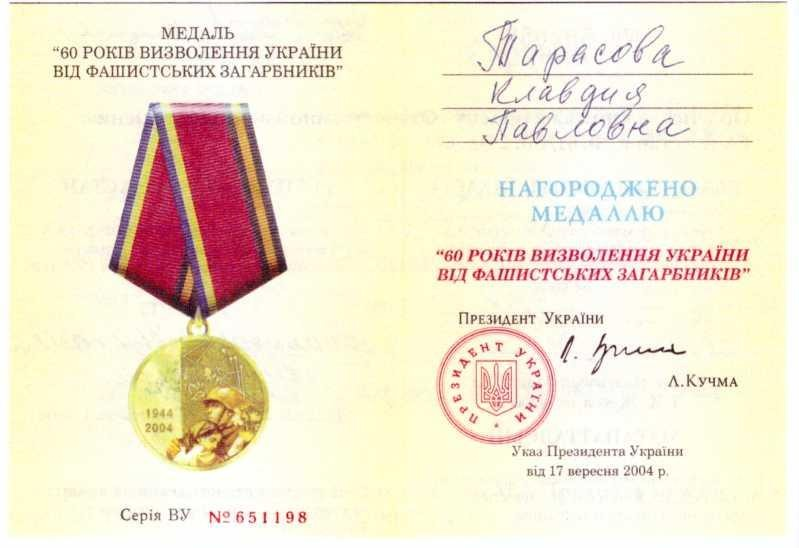 МЕДАЛЬ
“60 РОКІВ ВИЗВОЛЕННЯ УКРАЇНИ
ВІД ФАШИСТСЬКИХ ЗАГАРБНИКІВ”
1944
2004
Серія ВУ №651198
Тарасова
Клавдия
Павловна
НАГОРОДЖЕНО
МЕДАЛЛЮ
“60 РОКІВ ВИЗВОЛЕННЯ УКРАЇНИ
ВІД ФАШИСТСЬКИХ ЗАГАРБНИКІВ”
ПРЕЗИДЕНТ УКРАЇНИ
ПРЕЗИДЕНТ УКРАЇНИ
Л.КУЧМА
Указ Президента України
від 17 вересня 2004 р.